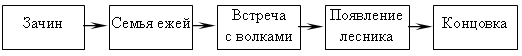 Зачин
Семья ежей
Встреча
с волками
Появление
лесника
Концовка